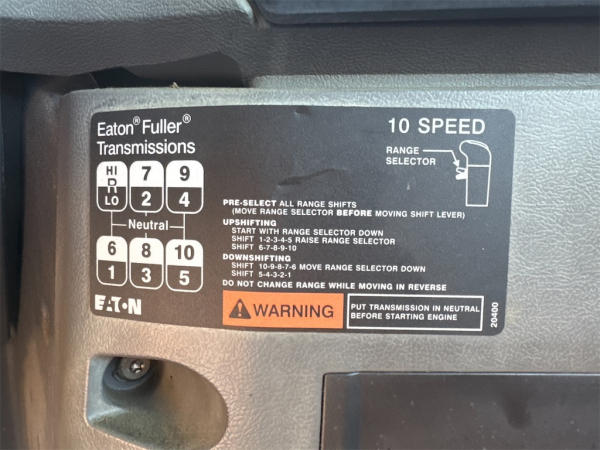 Eaton® Fuller®
Transmissions
10 SPEED
RANGE
SELECTOR
HI 7 9
R
LO 2 4
Neutral
6 8 10
1 3 5
PRE-SELECT ALL RANGE SHIFTS
(MOVE RANGE SELECTOR BEFORE MOVING SHIFT LEVER)
UPSHIFTING
START WITH RANGE SELECTOR DOWN
SHIFT 1-2-3-4-5 RAISE RANGE SELECTOR
SHIFT 6-7-8-9-10
DOWNSHIFTING
SHIFT 10-9-8-7-6 MOVE RANGE SELECTOR DOWN
SHIFT 5-4-3-2-1
DO NOT CHANGE RANGE WHILE MOVING IN REVERSE
EATON
WARNING
PUT TRANSMISSION IN NEUTRAL
BEFORE STARTING ENGINE
20400